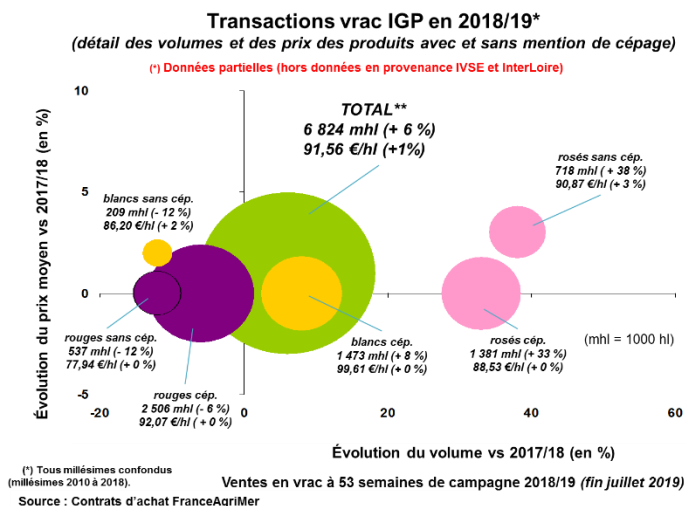 Transactions vrac IGP en 2018/19*
(détail des volumes et des prix des produits avec et sans mention de cépage)
(*) Données partielles (hors données en provenance IVSE et InterLoire)
Évolution du prix moyen vs 2017/18 (en %)
10
5
0
-5
-20
0
20
40
60
TOTAL**
6 824 mhl (+ 6 %)
91,56 €/hl (+1%)
rosés sans cép.
718 mhl ( + 38 %)
90,87 €/hl (+ 3 %)
blancs sans cép.
209 mhl (- 12 %)
86,20 €/hl (+ 2 %)
rouges sans cép.
537 mhl (- 12 %)
77,94 €/hl (+ 0 %)
rouges cép.
2 506 mhl (- 6 %)
92,07 €/hl ( + 0 %)
blancs cép.
1 473 mhl (+ 8 %)
99,61 €/hl (+ 0 %)
rosés cép.
1 381 mhl (+ 33 %)
88,53 €/hl (+ 0 %)
(mhl = 1000 hl)
Évolution du volume vs 2017/18 (en %)
(*) Tous millésimes confondus
(millésimes 2010 à 2018).
Ventes en vrac à 53 semaines de campagne 2018/19 (fin juillet 2019)
Source : Contrats d'achat FranceAgriMer